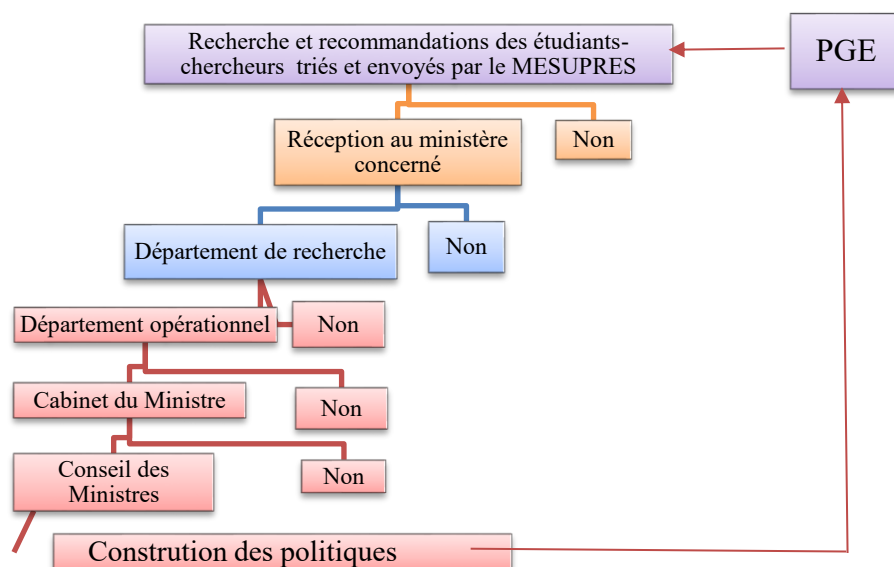 Recherche et recommandations des étudiants-
chercheurs triés et envoyés par le MESUPRES
PGE
Réception au ministère
concerné
Non
Département de recherche
Non
Département opérationnel
Non
Cabinet du Ministre
Non
Conseil des
Ministres
Non
Constrution des politiques